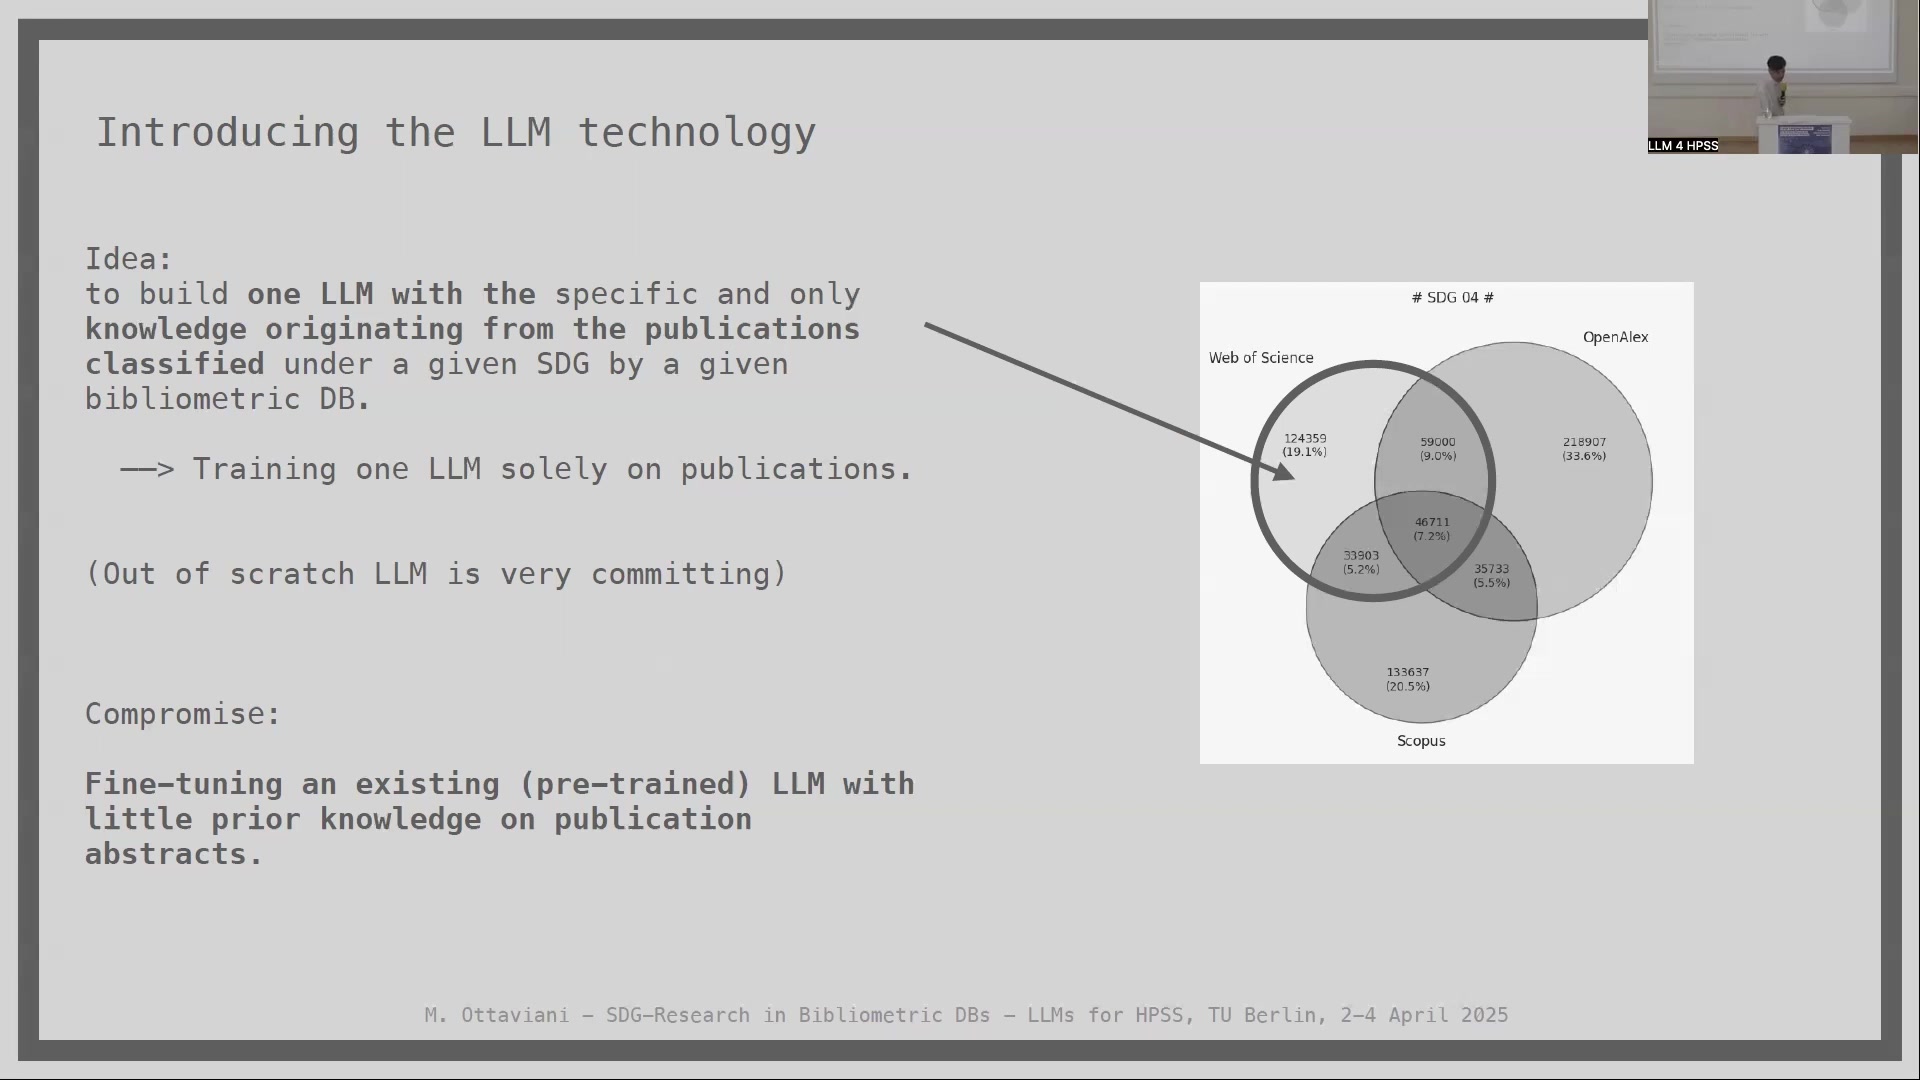 Introducing the LLM technology
LLM 4 HPSS
Idea:
to build one LLM with the specific and only
knowledge originating from the publications
classified under a given SDG by a given
bibliometric DB.
——> Training one LLM solely on publications.
(Out of scratch LLM is very committing)
Compromise:
Fine-tuning an existing (pre-trained) LLM with
little prior knowledge on publication
abstracts.
# SDG 04 #
OpenAlex
Web of Science
124359
(19.1%)
59000
(9.0%)
218907
(33.6%)
46711
(7.2%)
33903
(5.2%)
35733
(5.5%)
133637
(20.5%)
Scopus
M. Ottaviani – SDG-Research in Bibliometric DBs – LLMs for HPSS, TU Berlin, 2-4 April 2025